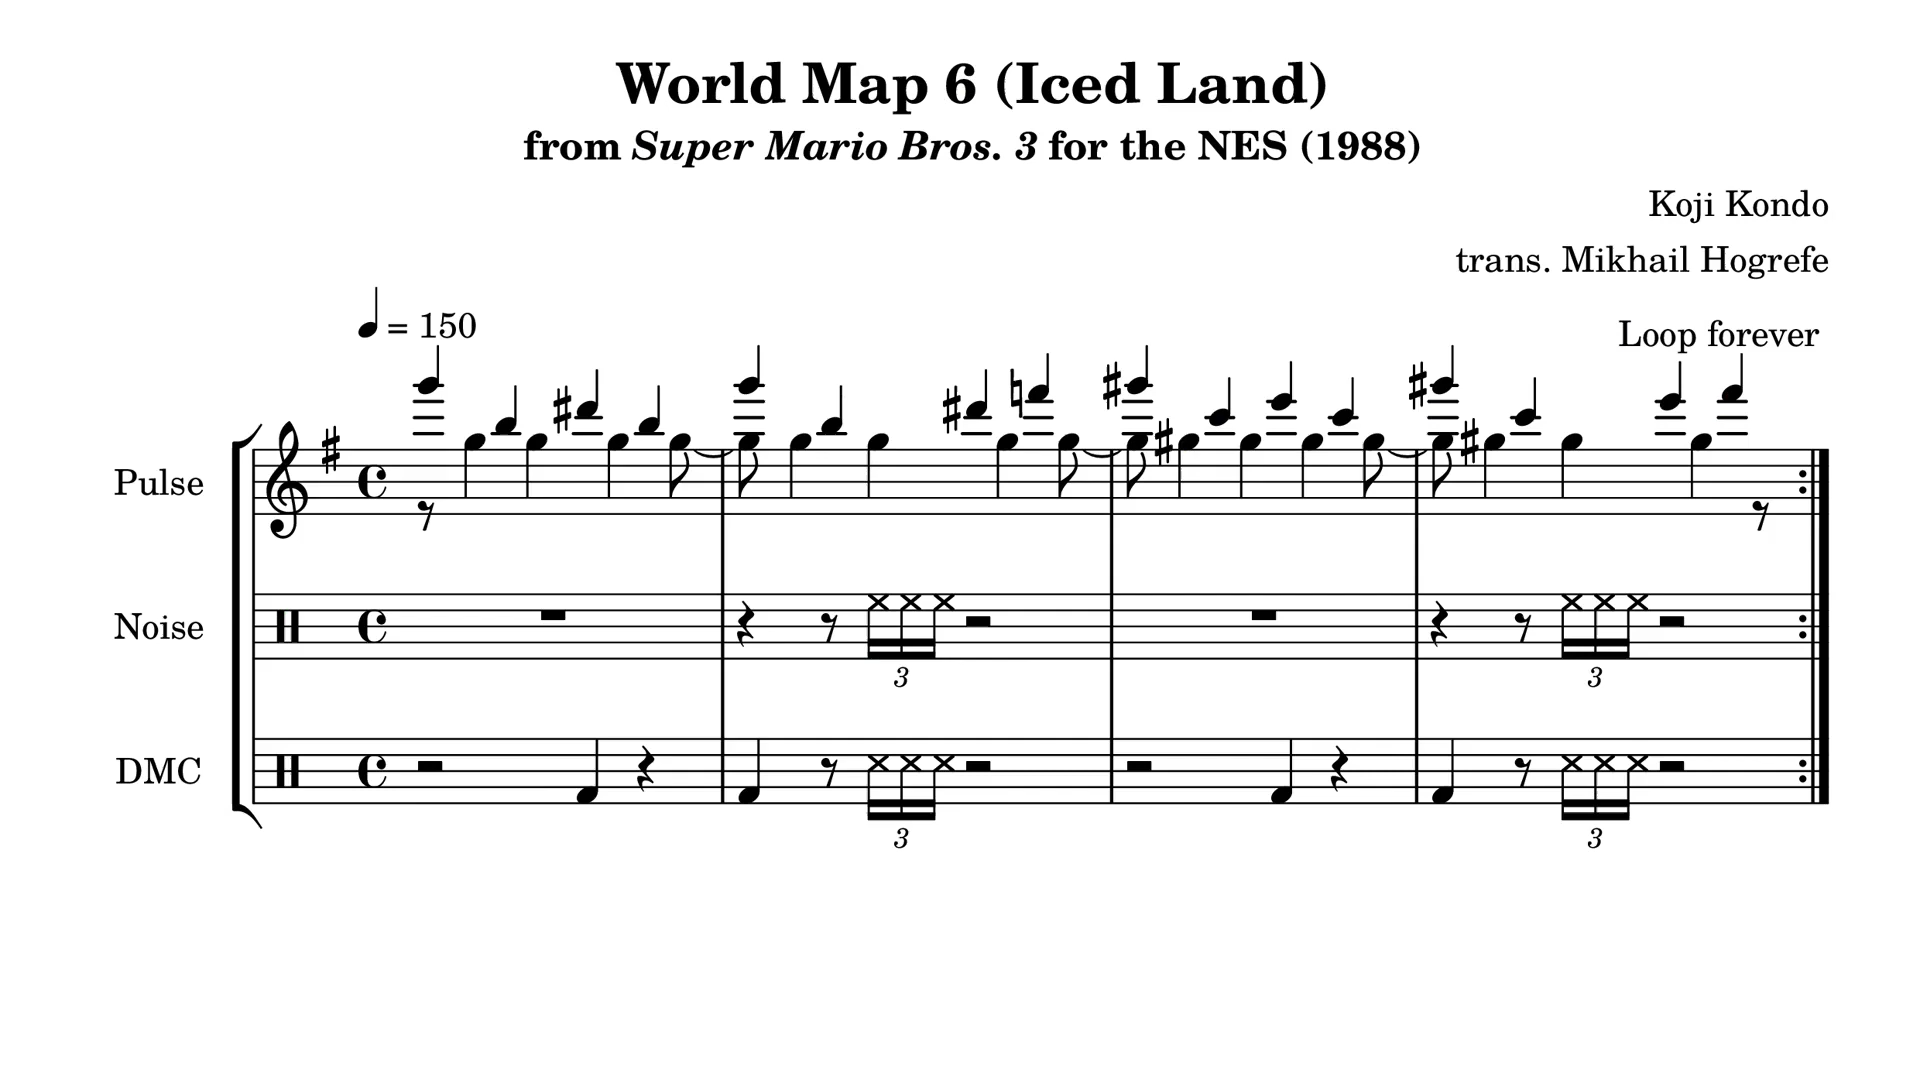 World Map 6 (Iced Land)
from Super Mario Bros. 3 for the NES (1988)
Koji Kondo
trans. Mikhail Hogrefe
= 150
Loop forever
Pulse
Noise
3
3
DMC
3
3